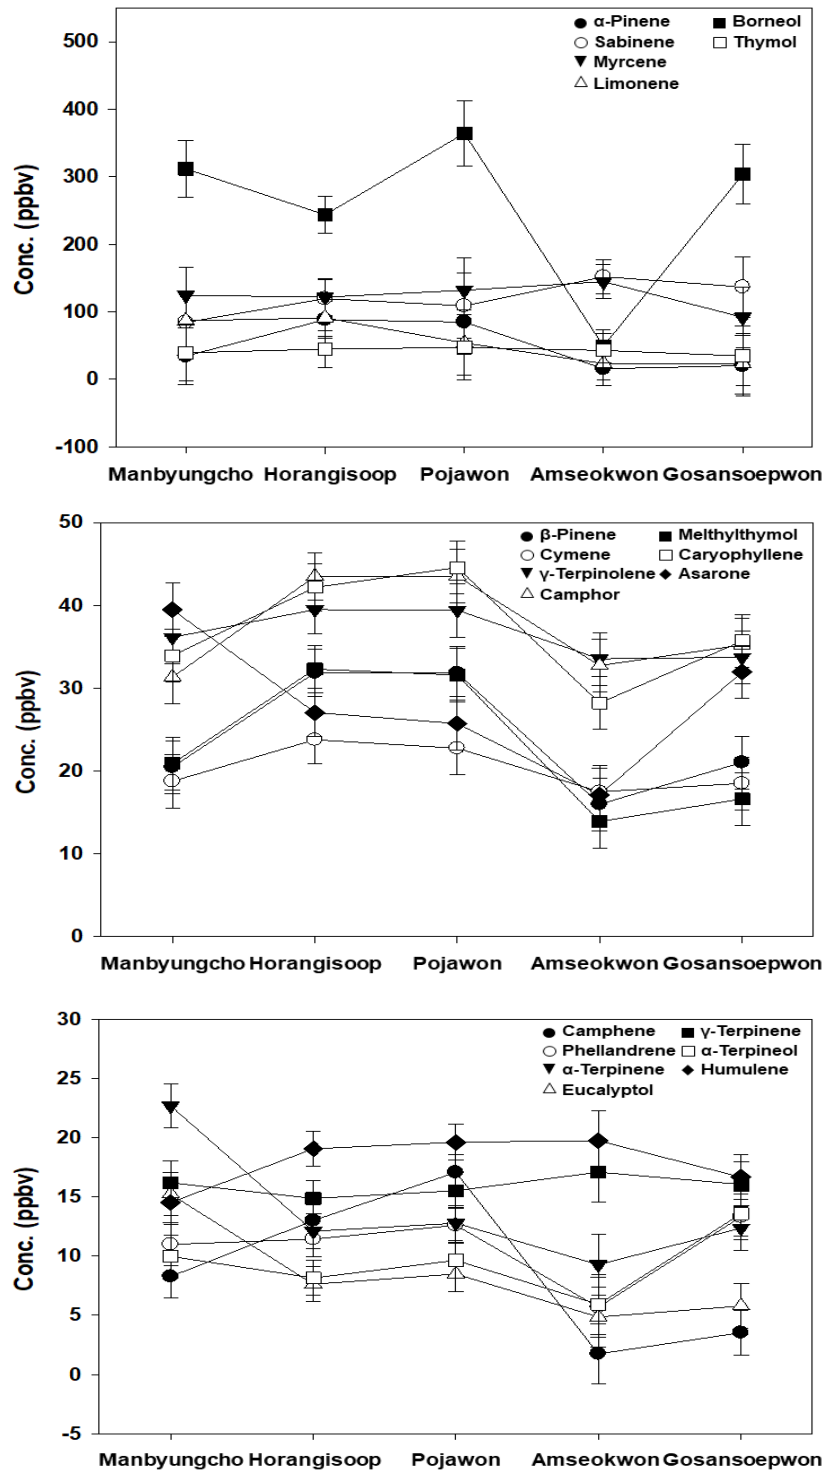 α-Pinene Borneol
Sabinene Thymol
Myrcene
Limonene
500
400
300
200
100
0
-100
Conc. (ppbv)
Manbyungcho Horangisoop Pojawon Amseokwon Gosansoepwon
β-Pinene Melthylthymol
Cymene Caryophyllene
γ-Terpinolene Asarone
Camphor
50
40
30
20
10
0
Conc. (ppbv)
Manbyungcho Horangisoop Pojawon Amseokwon Gosansoepwon
Camphene γ-Terpinene
Phellandrene α-Terpineol
α-Terpinene Humulene
Eucalyptol
30
25
20
15
10
5
0
-5
Conc. (ppbv)
Manbyungcho Horangisoop Pojawon Amseokwon Gosansoepwon